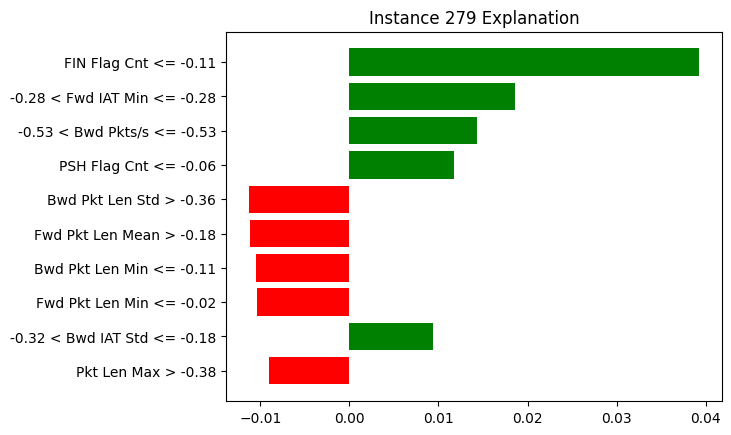 Instance 279 Explanation
FIN Flag Cnt <= -0.11
-0.28 < Fwd IAT Min <= -0.28
-0.53 < Bwd Pkts/s <= -0.53
PSH Flag Cnt <= -0.06
Bwd Pkt Len Std > -0.36
Fwd Pkt Len Mean > -0.18
Bwd Pkt Len Min <= -0.11
Fwd Pkt Len Min <= -0.02
-0.32 < Bwd IAT Std <= -0.18
Pkt Len Max > -0.38
−0.01 0.00 0.01 0.02 0.03 0.04